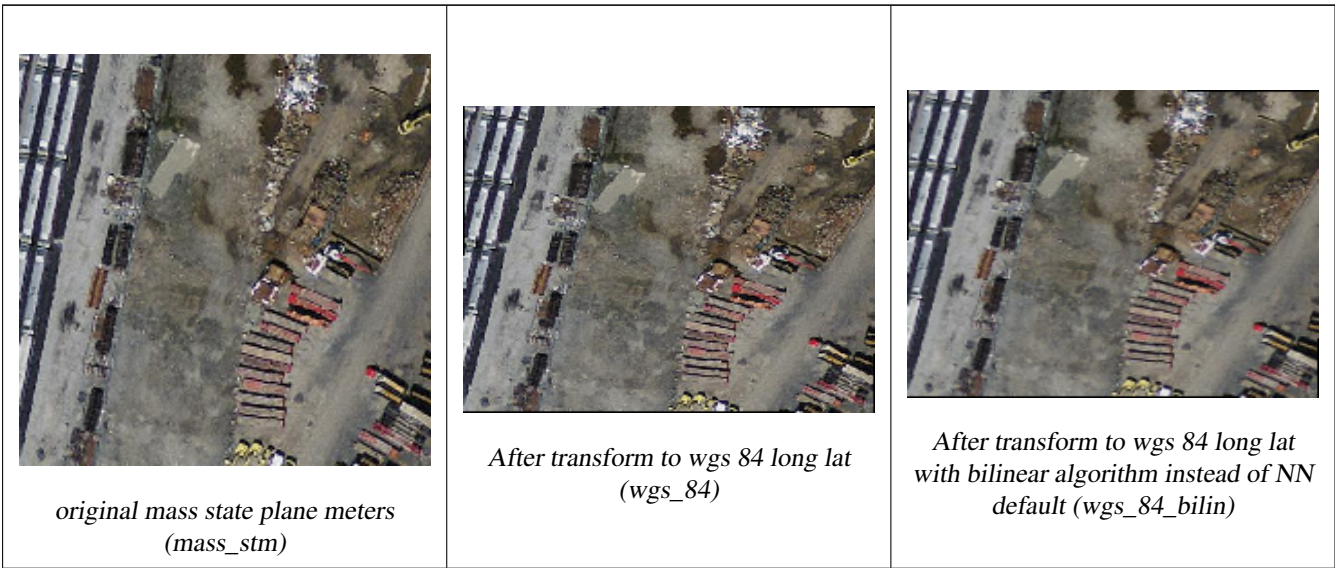 original mass state plane meters
(mass_stm)
After transform to wgs 84 long lat
(wgs_84)
After transform to wgs 84 long lat
with bilinear algorithm instead of NN
default (wgs_84_bilin)